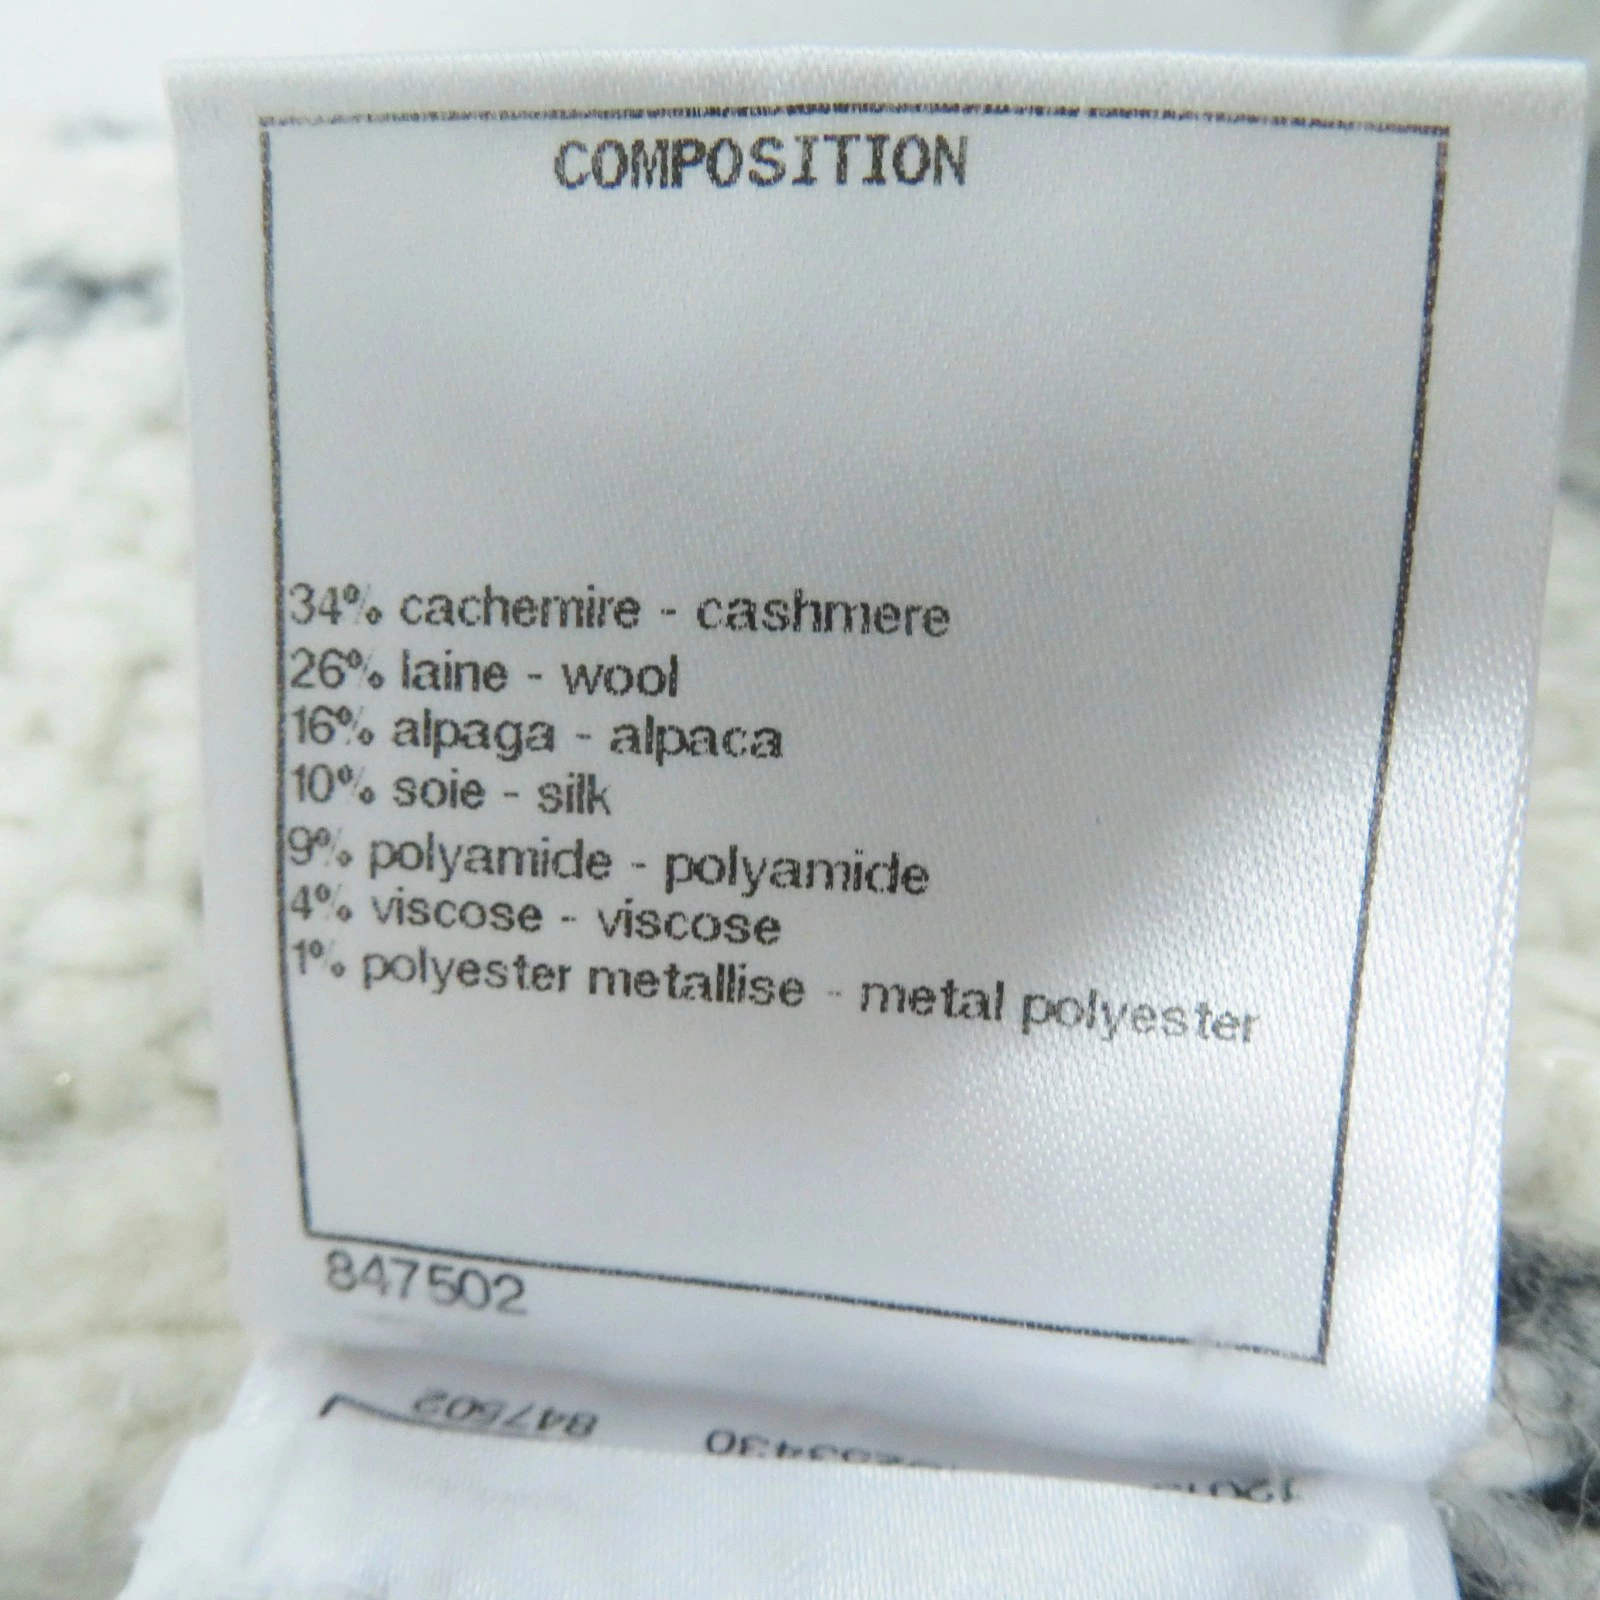 COMPOSITION
34% cachemire - cashmere
26% laine - wool
16% alpaga - alpaca
10% soie - silk
9% polyamide - polyamide
4% viscose - viscose
1% polyester metallise - metal polyester
847502
847502